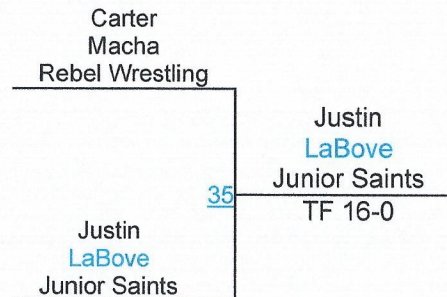 Carter
Macha
Rebel Wrestling
Justin
LaBove
Junior Saints
35
TF 16-0
Justin
LaBove
Junior Saints